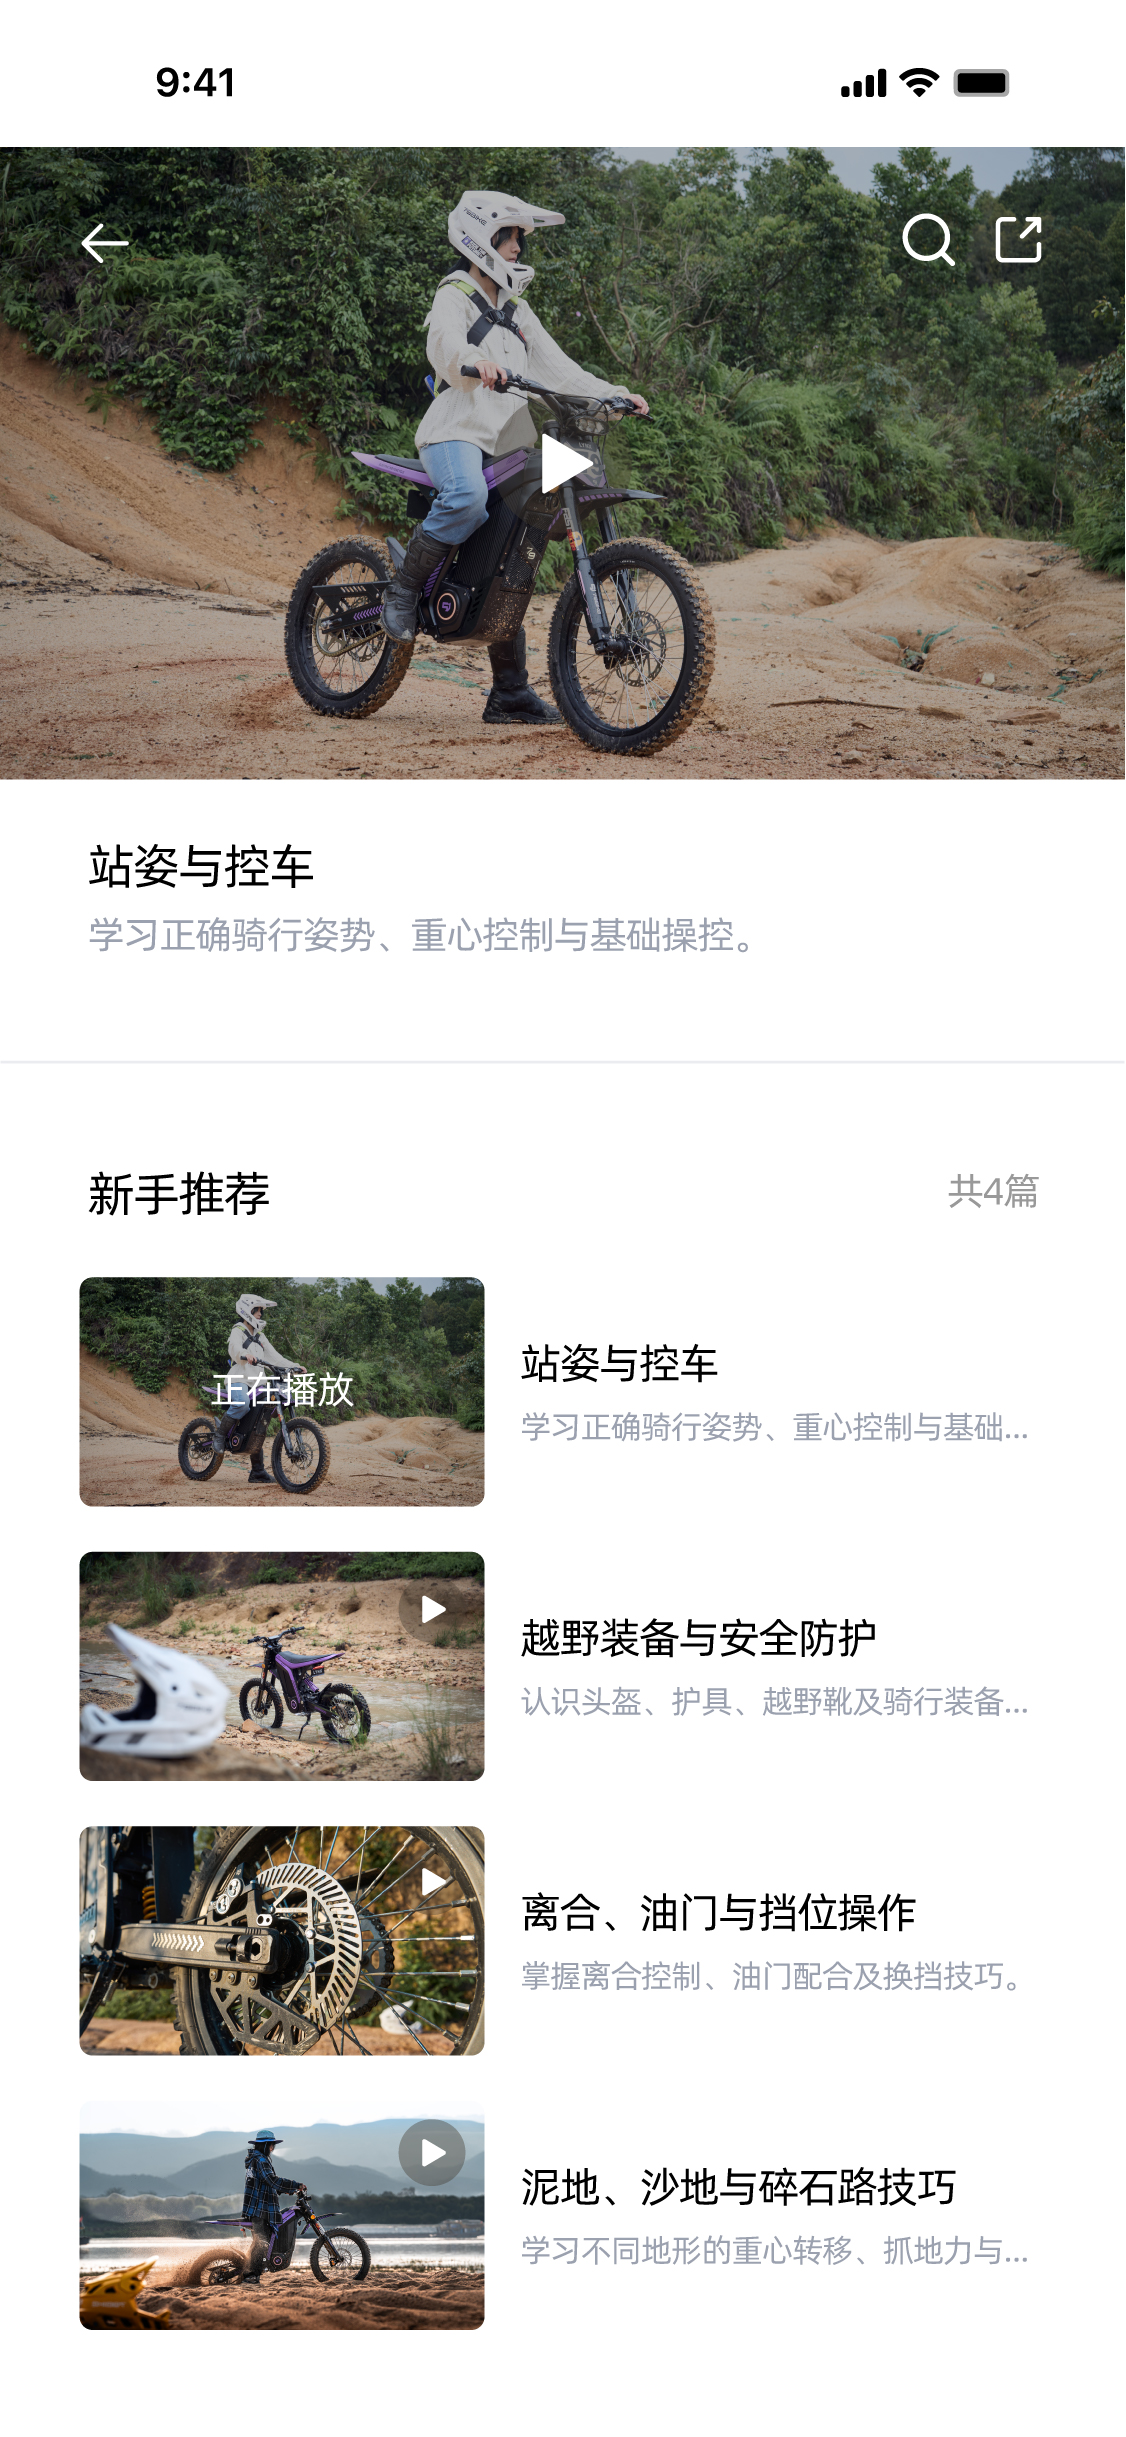 9:41
站姿与控车
学习正确骑行姿势、重心控制与基础操控。
新手推荐
共4篇
正在播放
站姿与控车
学习正确骑行姿势、重心控制与基础...
越野装备与安全防护
认识头盔、护具、越野靴及骑行装备...
离合、油门与挡位操作
掌握离合控制、油门配合及换挡技巧。
泥地、沙地与碎石路技巧
学习不同地形的重心转移、抓地力与...